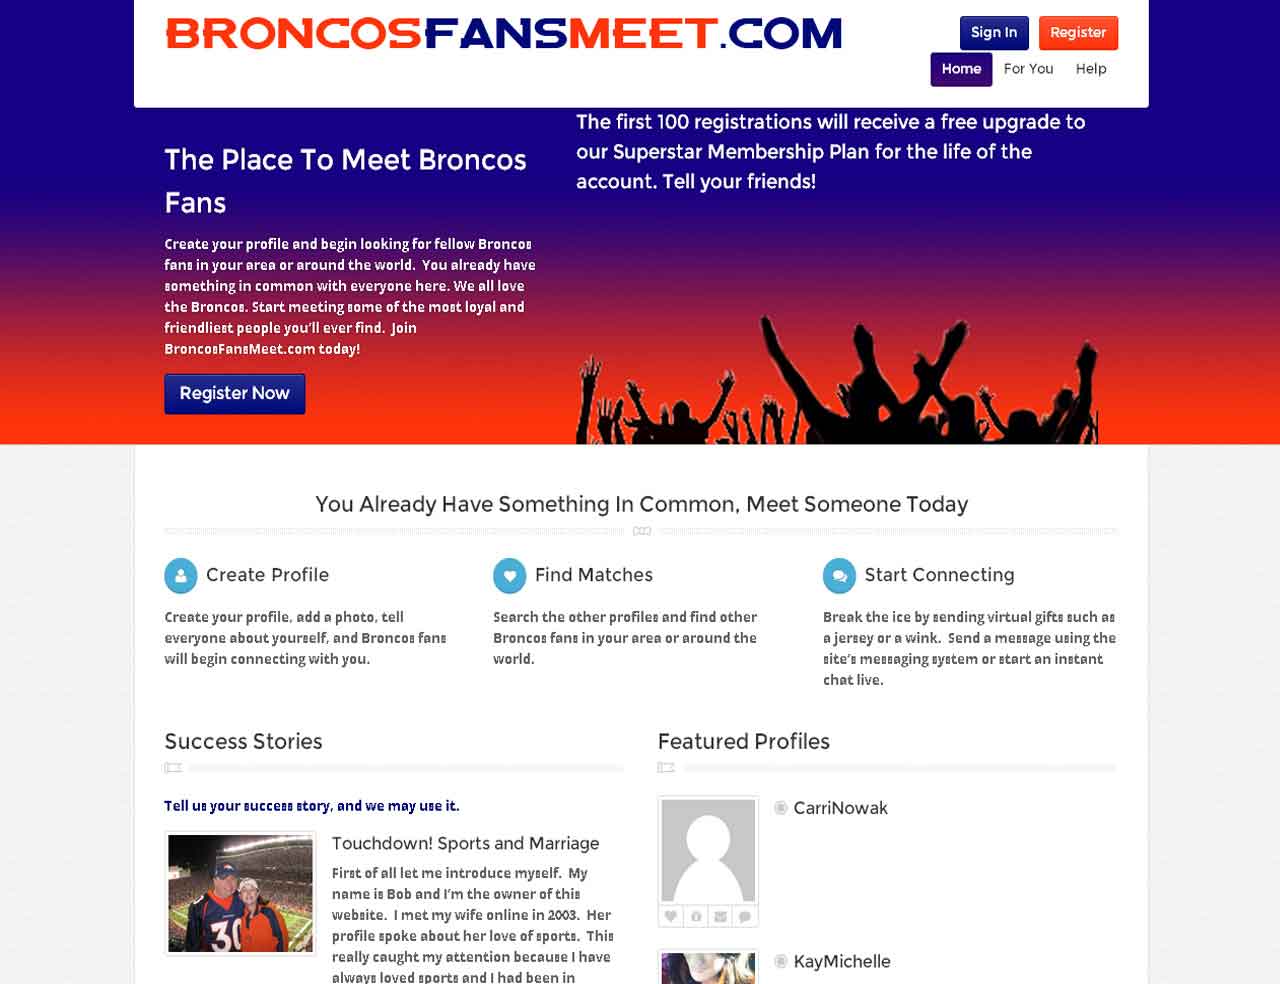 BRONCOSFANSMEET.COM
Sign In
Register
Home
For You
Help
The first 100 registrations will receive a free upgrade to
our Superstar Membership Plan for the life of the
account. Tell your friends!
The Place To Meet Broncos
Fans
Create your profile and begin looking for fellow Broncos
fans in your area or around the world.  You already have
something in common with everyone here. We all love
the Broncos. Start meeting some of the most loyal and
friendliest people you'll ever find.  Join
BroncosFansMeet.com today!
Register Now
You Already Have Something In Common, Meet Someone Today
Create Profile
Create your profile, add a photo, tell
everyone about yourself, and Broncos fans
will begin connecting with you.
Find Matches
Search the other profiles and find other
Broncos fans in your area or around the
world.
Start Connecting
Break the ice by sending virtual gifts such as
a jersey or a wink.  Send a message using the
site's messaging system or start an instant
chat live.
Success Stories
Tell us your success story, and we may use it.
Touchdown! Sports and Marriage
First of all let me introduce myself.  My
name is Bob and I'm the owner of this
website.  I met my wife online in 2003.  Her
profile spoke about her love of sports.  This
really caught my attention because I have
always loved sports and I had been in
30
Featured Profiles
CarriNowak
KayMichelle